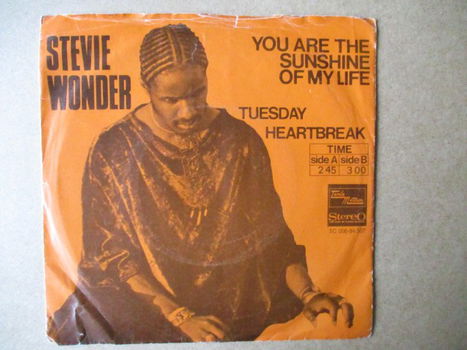 STEVIE
WONDER
YOU ARE THE
SUNSHINE
OF MY LIFE
TUESDAY
HEARTBREAK
TIME
side A side B
2 45 3 00
Tamla
Motown
Stereo